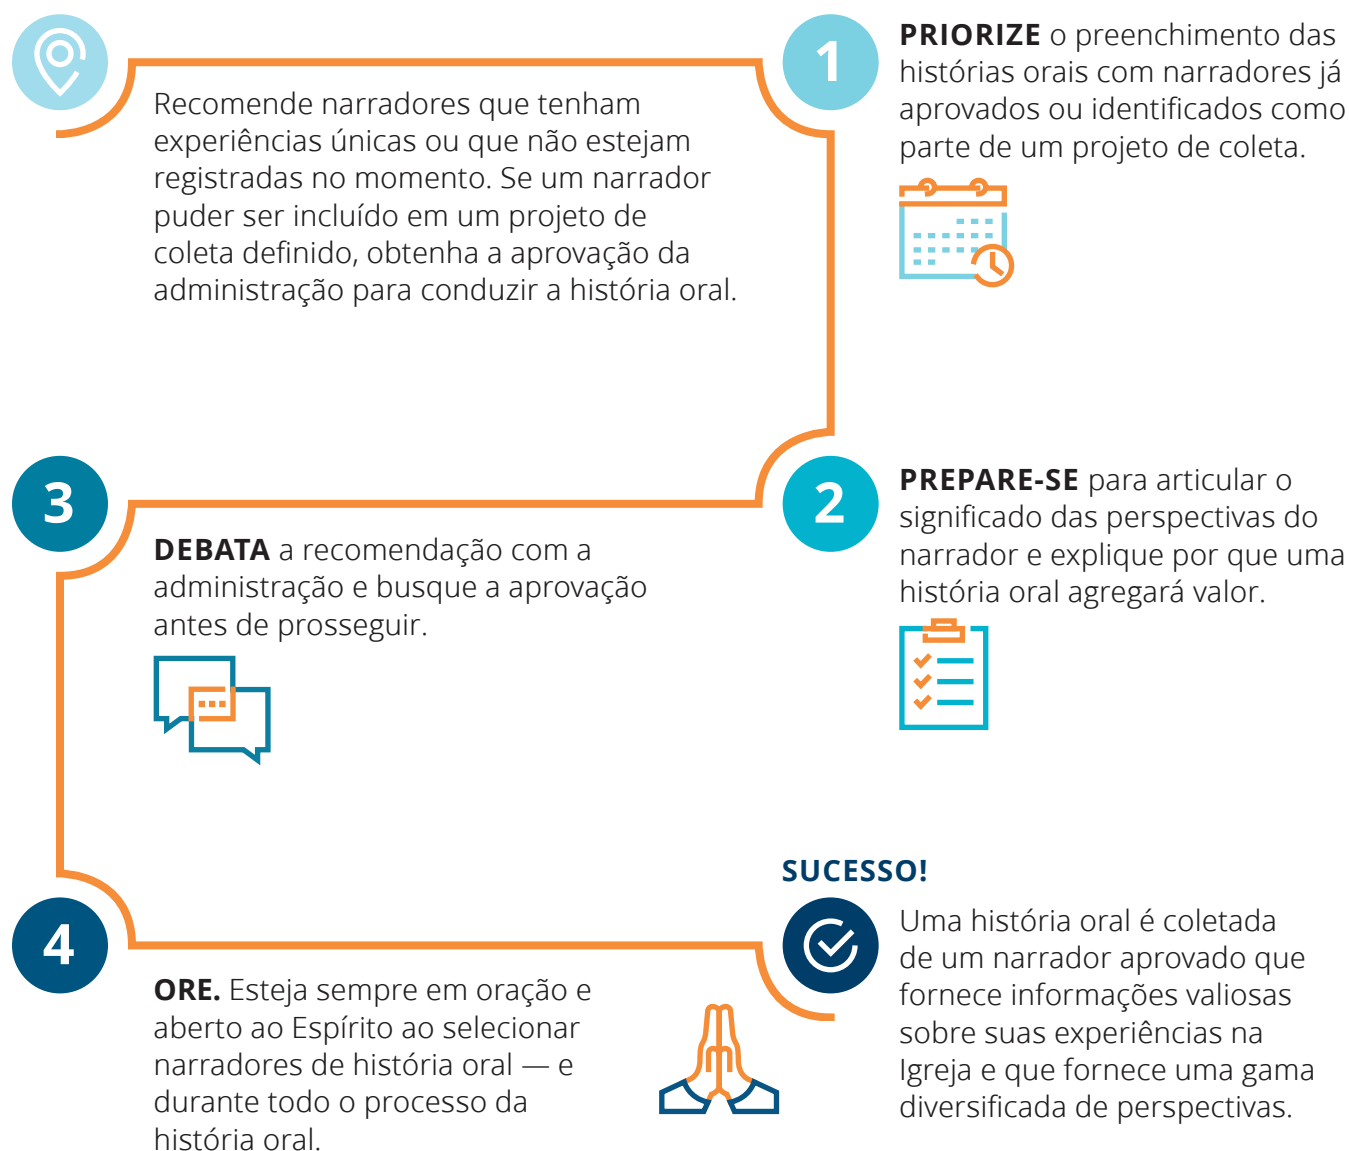 Recomende narradores que tenham
experiências únicas ou que não estejam
registradas no momento. Se um narrador
puder ser incluído em um projeto de
coleta definido, obtenha a aprovação da
administração para conduzir a história oral.
1
PRIORIZE o preenchimento das
histórias orais com narradores já
aprovados ou identificados como
parte de um projeto de coleta.
2
PREPARE-SE para articular o
significado das perspectivas do
narrador e explique por que uma
história oral agregará valor.
3
DEBATA a recomendação com a
administração e busque a aprovação
antes de prosseguir.
4
ORE. Esteja sempre em oração e
aberto ao Espírito ao selecionar
narradores de história oral — e
durante todo o processo da
história oral.
SUCESSO!
Uma história oral é coletada
de um narrador aprovado que
fornece informações valiosas
sobre suas experiências na
Igreja e que fornece uma gama
diversificada de perspectivas.